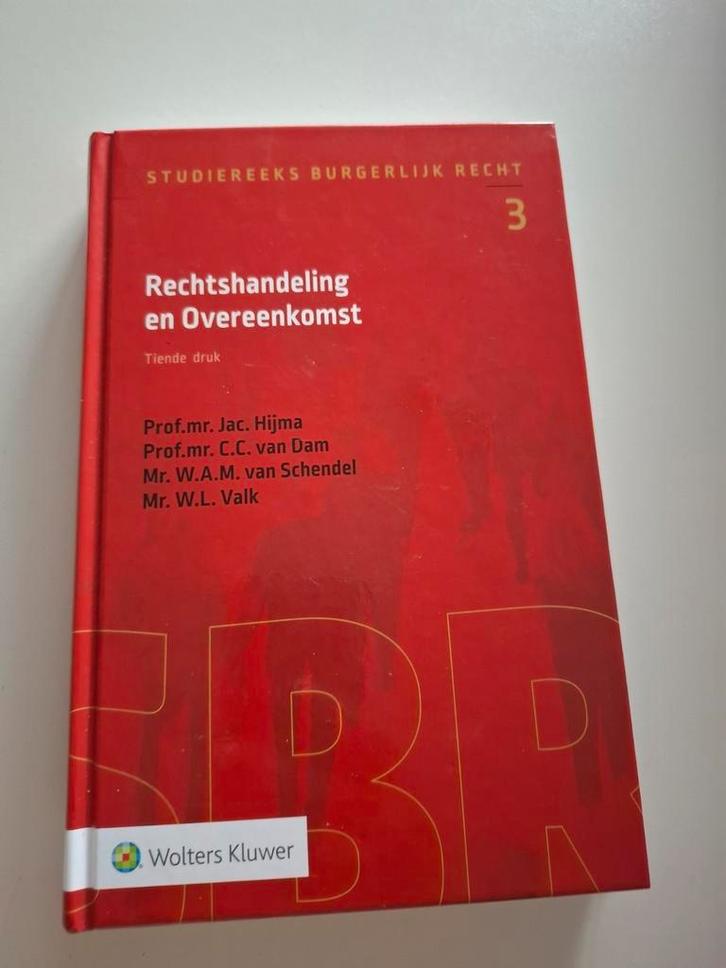 STUDIEREEKS BURGERLIJK RECHT
3
Rechtshandeling
en Overeenkomst
Tiende druk
Prof.mr. Jac. Hijma
Prof.mr. C.C. van Dam
Mr. W.A.M. van Schendel
Mr. W.L. Valk
SBR
Wolters Kluwer